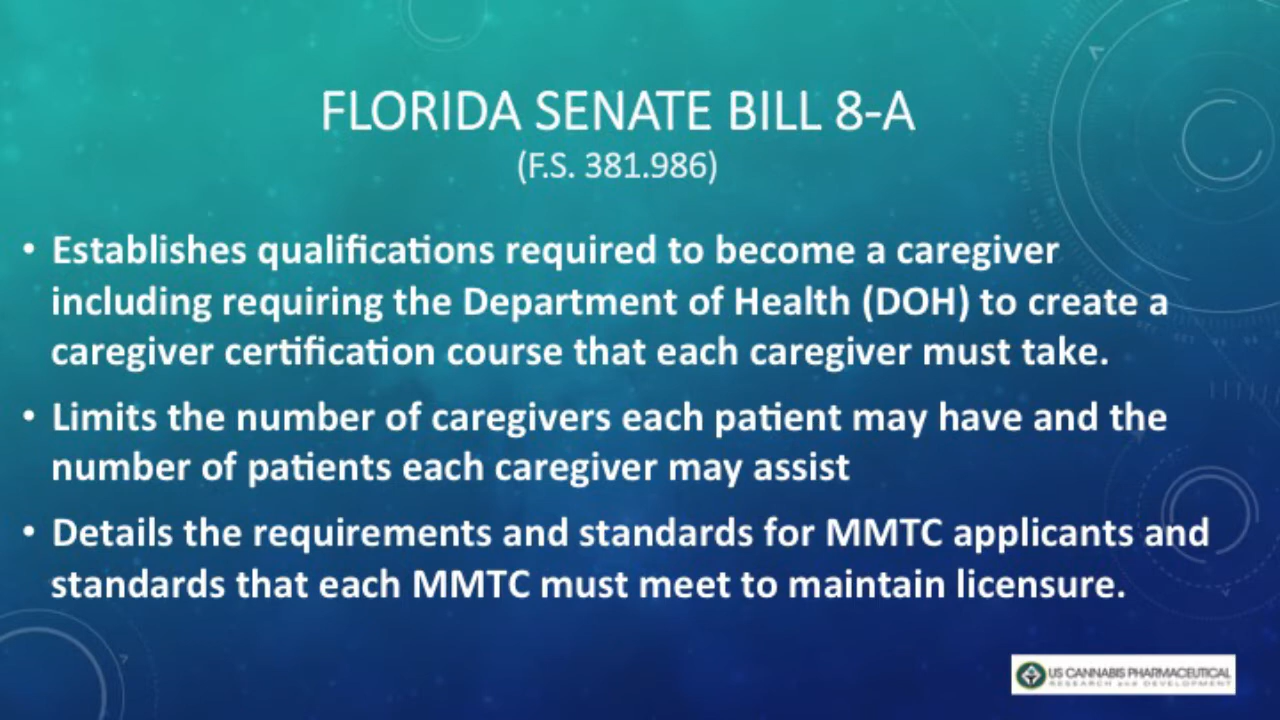 FLORIDA SENATE BILL 8-A
(F.S. 381.986)
• Establishes qualifications required to become a caregiver
including requiring the Department of Health (DOH) to create a
caregiver certification course that each caregiver must take.
• Limits the number of caregivers each patient may have and the
number of patients each caregiver may assist
• Details the requirements and standards for MMTC applicants and
standards that each MMTC must meet to maintain licensure.
US CANNABIS PHARMACEUTICAL
RESEARCH and DEVELOPMENT